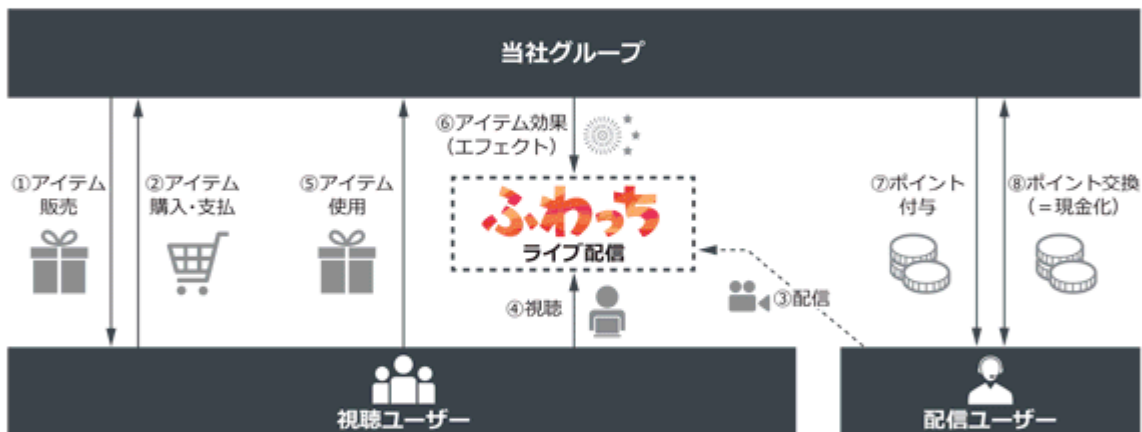 当社グループ
①アイテム
販売
②アイテム
購入・支払
⑤アイテム
使用
⑥アイテム効果
(エフェクト)
ふわっち
ライブ配信
④視聴
③配信
⑦ポイント
付与
⑧ポイント交換
(=現金化)
視聴ユーザー
配信ユーザー